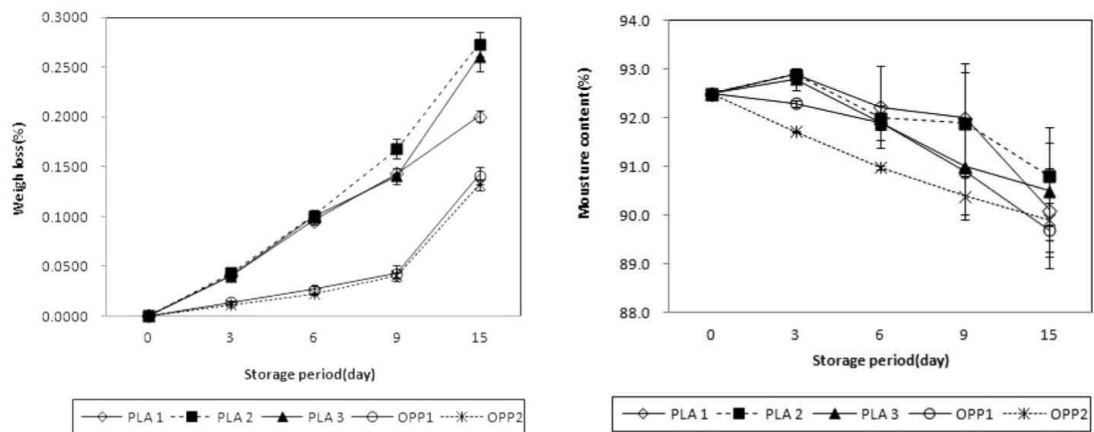 Weigh loss(%)
0.3000
0.2500
0.2000
0.1500
0.1000
0.0500
0.0000
0 3 6 9 15
Storage period(day)
PLA 1 PLA 2 PLA 3 OPP1 OPP2
Mousture content(%)
94.0
93.0
92.0
91.0
90.0
89.0
88.0
0 3 6 9 15
Storage period(day)
PLA 1 PLA 2 PLA 3 OPP1 OPP2